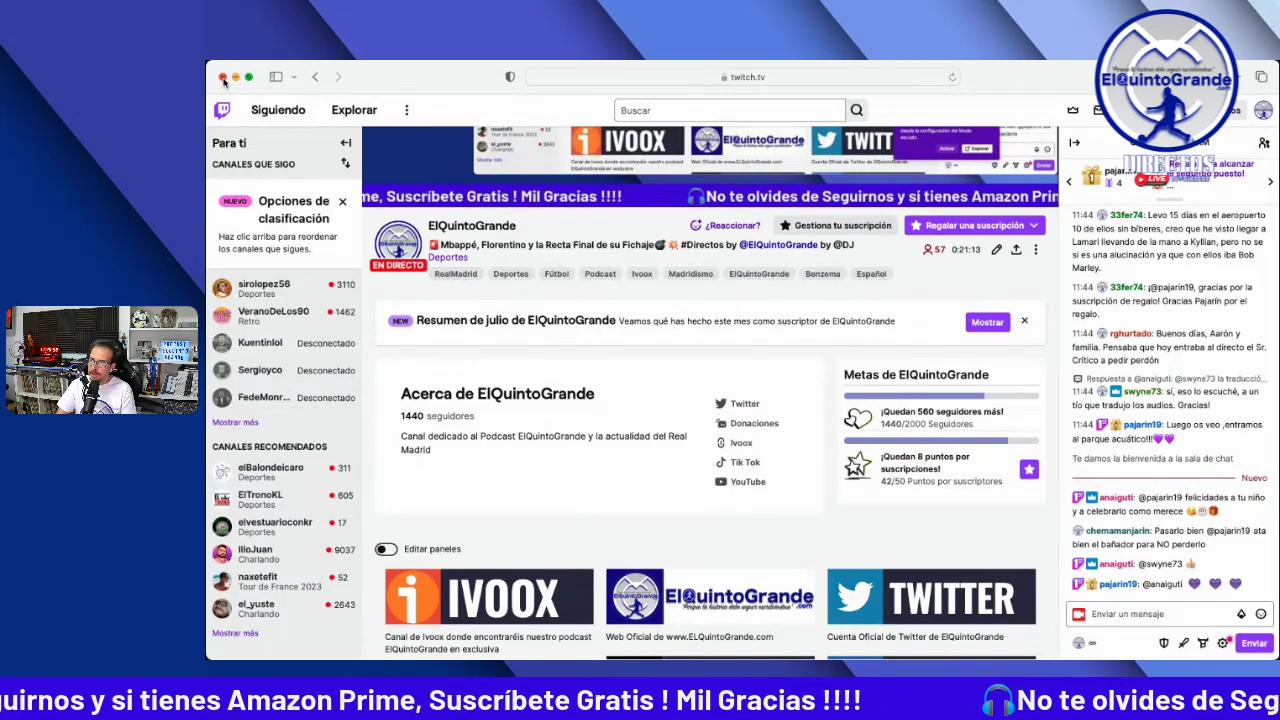 twitch.tv
Siguiendo
Explorar
Buscar
Para ti
CANALES QUE SIGO
NUEVO
Opciones de
clasificación
Haz clic arriba para reordenar
los canales que sigues.
sirolopez56
3110
Deportes
VeranoDeLos90
1462
Retro
Kuentinlol
Desconectado
Sergioyco
Desconectado
FedeMonr...
Desconectado
Mostrar más
CANALES RECOMENDADOS
elBalondeicaro
311
Deportes
ElTronoKL
605
Deportes
elvestuarioconkr
17
Deportes
IlloJuan
9037
Charlando
naxetefit
52
Tour de France 2023
el_yuste
2643
Charlando
Mostrar más
IVOOX
ElQuintoGrande
TWITT
me, Suscríbete Gratis ! Mil Gracias !!!!
🎧No te olvides de Seguirnos y si tienes Amazon Prim
ElQuintoGrande
EN DIRECTO
🚨Mbappé, Florentino y la Recta Final de su Fichaje💣 💥 #Directos by @ElQuintoGrande by @DJ
Deportes
RealMadrid
Deportes
Fútbol
Podcast
Ivoox
Madridismo
ElQuintoGrande
Benzema
Español
¿Reaccionar?
Gestiona tu suscripción
Regalar una suscripción
57
0:21:13
NEW
Resumen de julio de ElQuintoGrande
Veamos qué has hecho este mes como suscriptor de ElQuintoGrande
Mostrar
Acerca de ElQuintoGrande
1440 seguidores
Canal dedicado al Podcast ElQuintoGrande y la actualidad del Real
Madrid
Twitter
Donaciones
Ivoox
Tik Tok
YouTube
Metas de ElQuintoGrande
¡Quedan 560 seguidores más!
1440/2000 Seguidores
¡Quedan 8 puntos por
suscripciones!
42/50 Puntos por suscriptores
Editar paneles
IVOOX
ElQuintoGrande
TWITTER
Canal de Ivoox donde encontraréis nuestro podcast
ElQuintoGrande en exclusiva
Web Oficial de www.ELQuintoGrande.com
Cuenta Oficial de Twitter de ElQuintoGrande
ElQuintoGrande
.com
DIRECTOS
LIVE
pajar
4
a alcanzar
segundo puesto!
11:44 33fer74: Levo 15 días en el aeropuerto
10 de ellos sin bíberes, creo que he visto llegar a
Lamari llevando de la mano a Kyllian, pero no se
si es una alucinación ya que con ellos iba Bob
Marley.
11:44 33fer74: ¡@pajarin19, gracias por la
suscripción de regalo! Gracias Pajarín por el
regalo.
11:44 rghurtado: Buenos días, Aarón y
familia. Pensaba que hoy entraba al directo el Sr.
Crítico a pedir perdón
Respuesta a @anaiguti: @swyne73 la traducció...
11:44 swyne73: sí, eso lo escuché, a un
tío que tradujo los audios. Gracias!
11:44 pajarin19: Luego os veo ,entramos
al parque acuático!!!💜💜
Te damos la bienvenida a la sala de chat
Nuevo
anaiguti: @pajarin19 felicidades a tu niño
y a celebrarlo como merece 😘🎂🎁
chemamanjarin: Pasarlo bien @pajarin19 ata
bien el bañador para NO perderlo
anaiguti: @swyne73 👍🏼
pajarin19: @anaiguti 💜 💜 💜
Enviar un mensaje
∞
Enviar
guirnos y si tienes Amazon Prime, Suscríbete Gratis ! Mil Gracias !!!!
🎧No te olvides de Seg